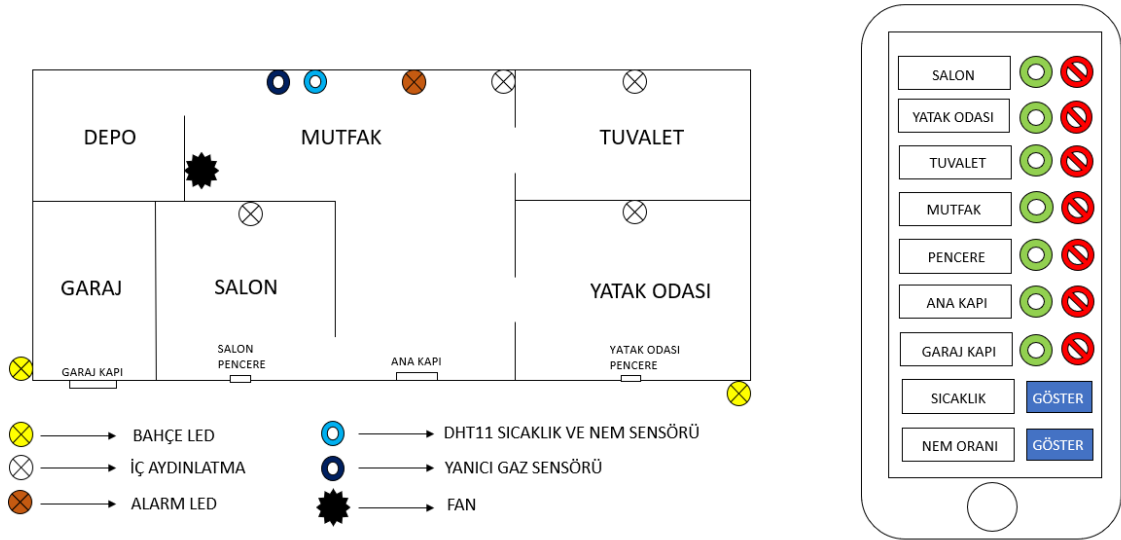 DEPO
MUTFAK
TUVALET
GARAJ
SALON
YATAK ODASI
GARAJ KAPI
SALON
PENCERE
ANA KAPI
YATAK ODASI
PENCERE
BAHÇE LED
İÇ AYDINLATMA
ALARM LED
DHT11 SICAKLIK VE NEM SENSÖRÜ
YANICI GAZ SENSÖRÜ
FAN
SALON
YATAK ODASI
TUVALET
MUTFAK
PENCERE
ANA KAPI
GARAJ KAPI
SICAKLIK GÖSTER
NEM ORANI GÖSTER